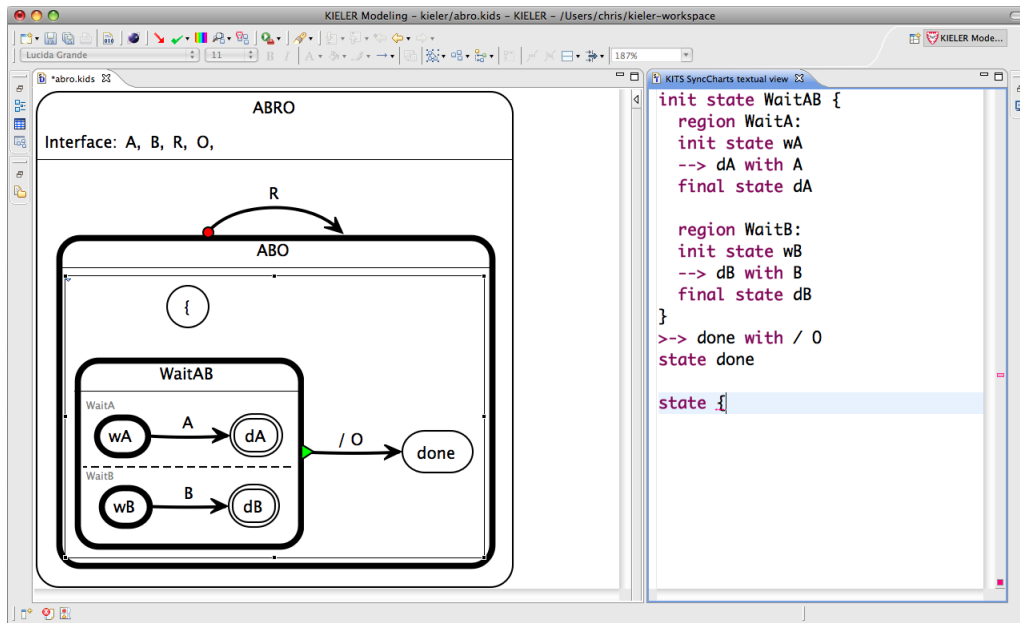 KIELER Modeling - kieler/abro.kids - KIELER - /Users/chris/kieler-workspace
Lucida Grande
11
B I
A
187%
KIELER Mode...
*abro.kids
ABRO
Interface: A, B, R, O,
R
ABO
{
WaitAB
WaitA
wA
A
dA
/ O
done
WaitB
wB
B
dB
KITS SyncCharts textual view
init state WaitAB {
region WaitA:
init state wA
--> dA with A
final state dA
region WaitB:
init state wB
--> dB with B
final state dB
}
>-> done with / O
state done
state {